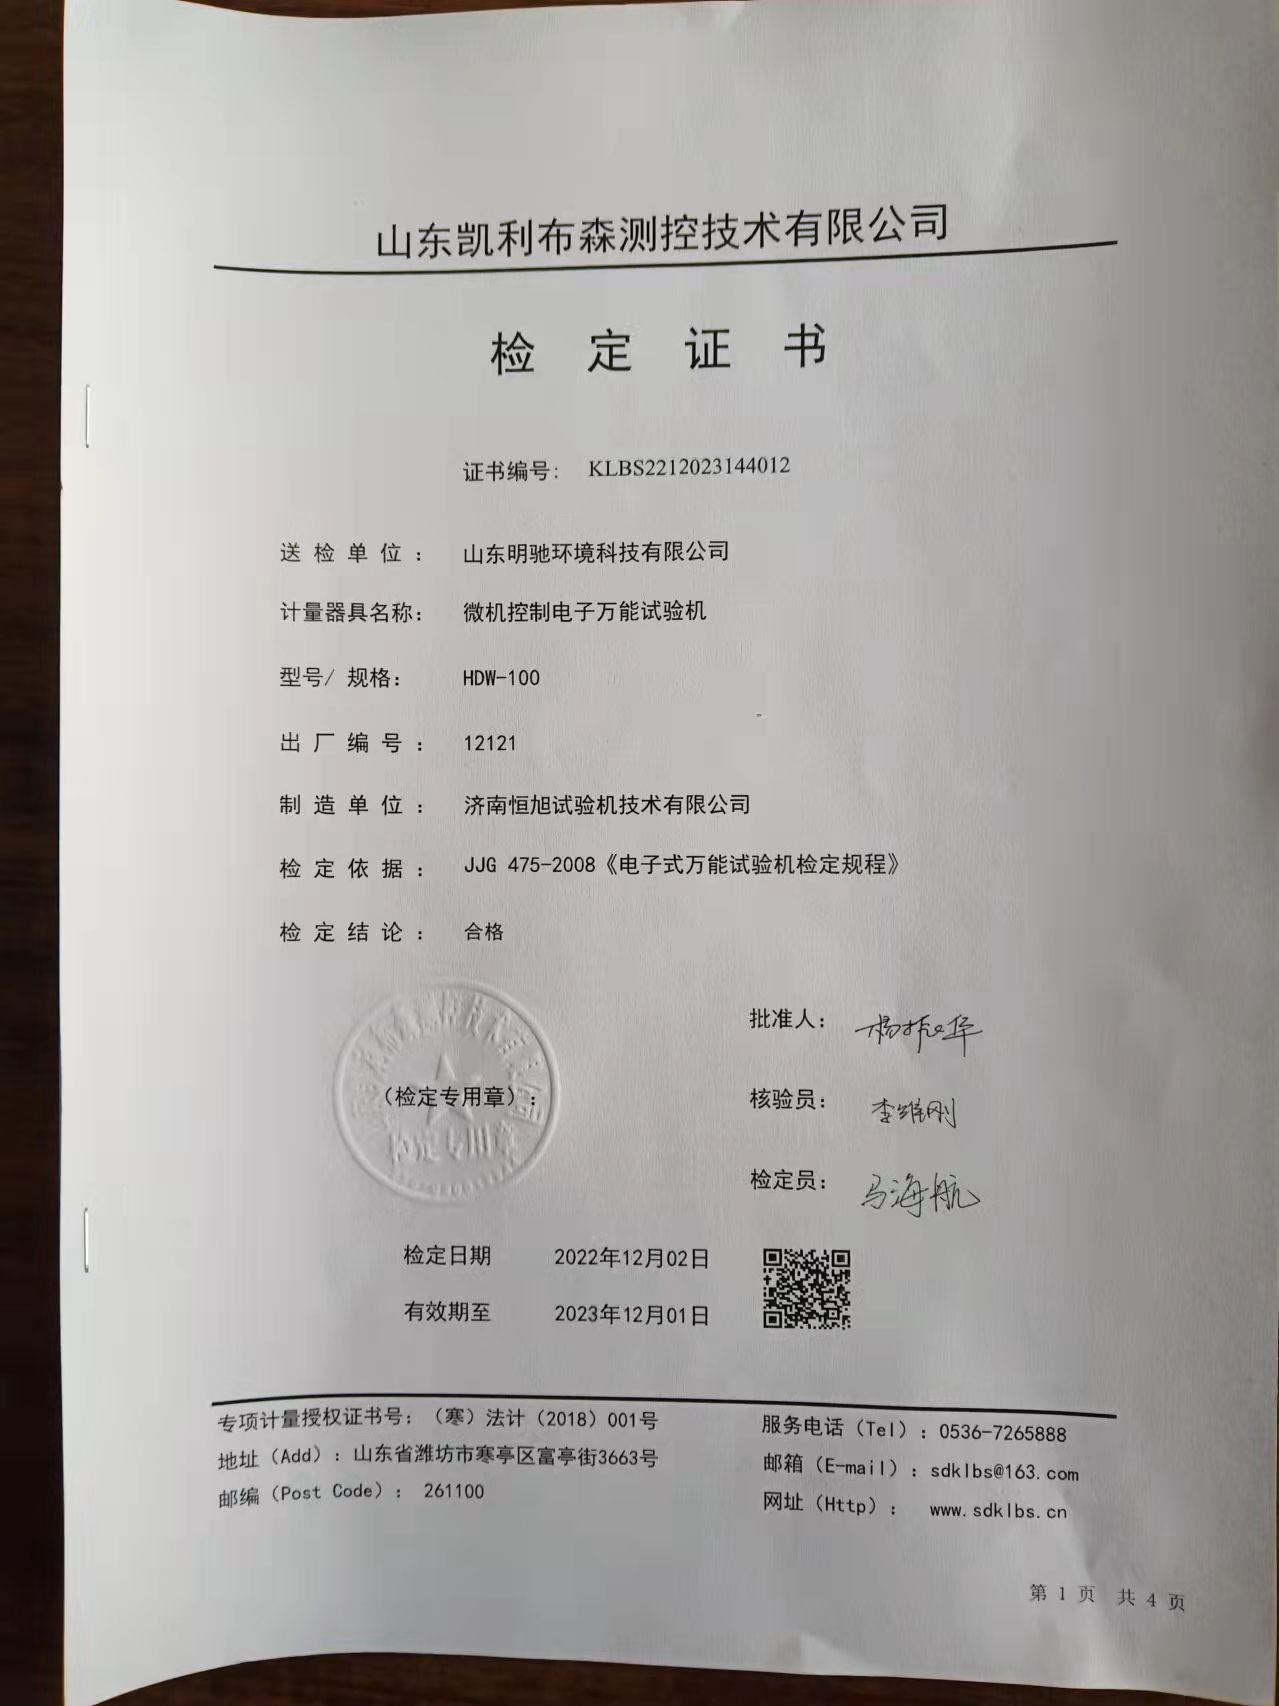 山东凯利布森测控技术有限公司
检定证书
证书编号： KLBS2212023144012
送检单位： 山东明驰环境科技有限公司
计量器具名称： 微机控制电子万能试验机
型号/规格： HDW-100
出厂编号： 12121
制造单位： 济南恒旭试验机技术有限公司
检定依据： JJG 475-2008《电子式万能试验机检定规程》
检定结论： 合格
批准人： 杨振华
（检定专用章）：
检定专用章
核验员： 李维刚
检定员： 马海航
检定日期 2022年12月02日
有效期至 2023年12月01日
专项计量授权证书号：（寒）法计（2018）001号
地址（Add）：山东省潍坊市寒亭区富亭街3663号
邮编（Post Code）： 261100
服务电话（Tel）：0536-7265888
邮箱（E-mail）：sdklbs@163.com
网址（Http）： www.sdklbs.cn
第 1 页 共 4 页